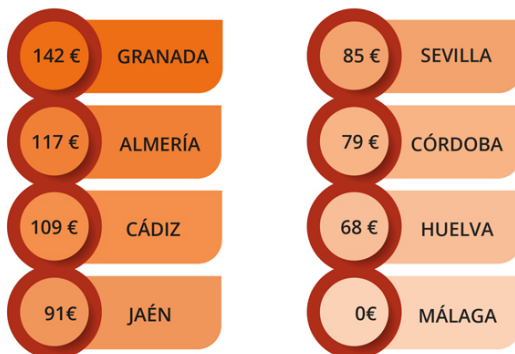 142 € GRANADA
117 € ALMERÍA
109 € CÁDIZ
91€ JAÉN
85 € SEVILLA
79 € CÓRDOBA
68 € HUELVA
0€ MÁLAGA